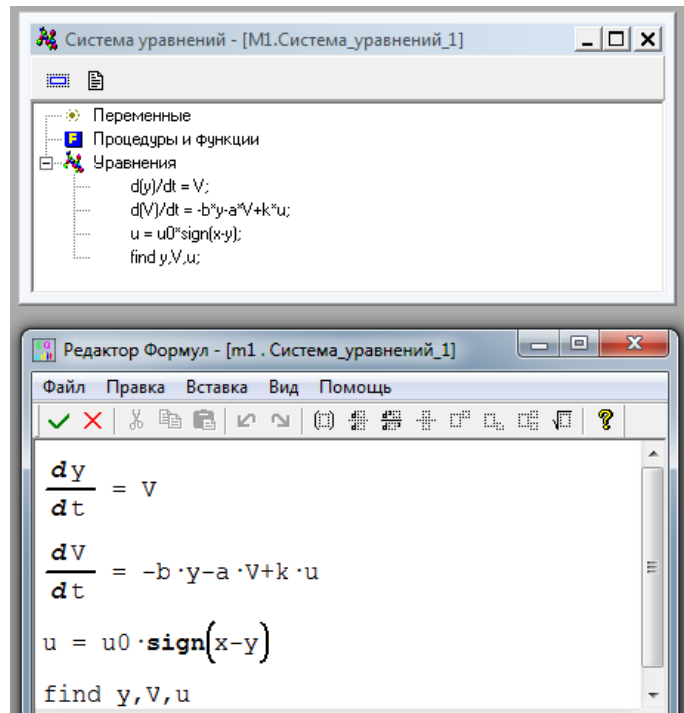 Система уравнений - [M1.Система_уравнений_1]
Переменные
F Процедуры и функции
Уравнения
d(y)/dt = V;
d(V)/dt = -b*y-a*V+k*u;
u = u0*sign(x-y);
find y,V,u;
Редактор Формул - [m1 . Система_уравнений_1]
Файл Правка Вставка Вид Помощь
dy
dt = V
dV
dt = -b·y-a·V+k·u
u = u0·sign(x-y)
find y,V,u